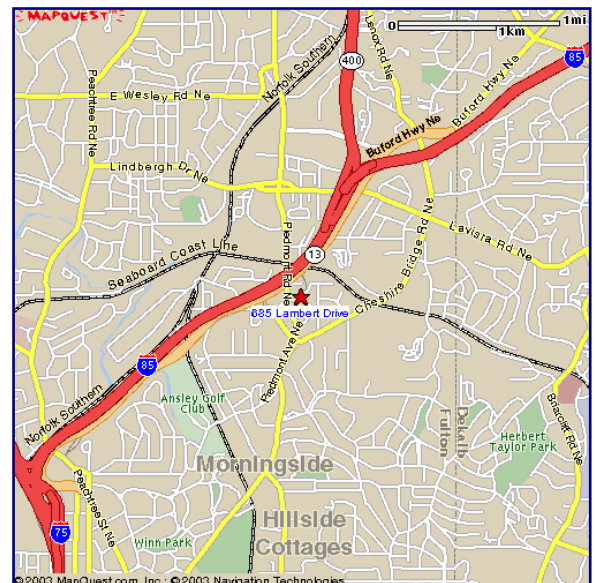 MAPQUEST
0
1mi
1km
400
Lenox Rd Ne
85
Norfolk Southern
Peachtree Rd Ne
E Wesley Rd Ne
Buford Hwy Ne
Buford Hwy Ne
Lindbergh Dr Ne
Piedmont Rd Ne
Lavista Rd Ne
13
Seaboard Coast Line
Cheshire Bridge Rd Ne
685 Lambert Drive
Piedmont Ave Ne
85
Ansley Golf
Club
Norfolk Southern
Dekalb
Fulton
Briarcliff Rd Ne
Herbert
Taylor Park
Morningside
Peachtree St Ne
75
Winn Park
Hillside
Cottages
©2003 MapQuest.com, Inc.; ©2003 Navigation Technologies